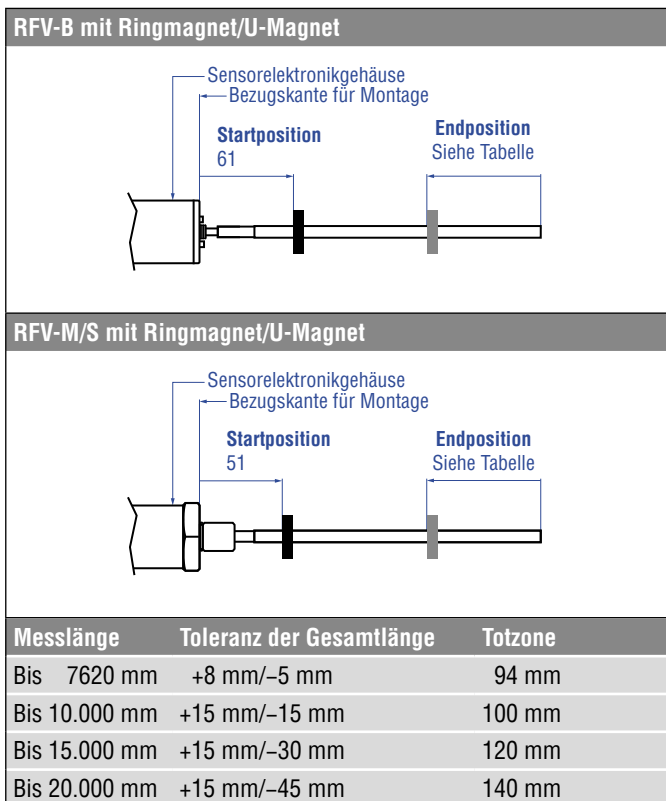 RFV-B mit Ringmagnet/U-Magnet
Sensorelektronikgehäuse
Bezugskante für Montage
Startposition
61
Endposition
Siehe Tabelle
RFV-M/S mit Ringmagnet/U-Magnet
Sensorelektronikgehäuse
Bezugskante für Montage
Startposition
51
Endposition
Siehe Tabelle
Messlänge Toleranz der Gesamtlänge Totzone
Bis 7620 mm +8 mm/−5 mm 94 mm
Bis 10.000 mm +15 mm/−15 mm 100 mm
Bis 15.000 mm +15 mm/−30 mm 120 mm
Bis 20.000 mm +15 mm/−45 mm 140 mm